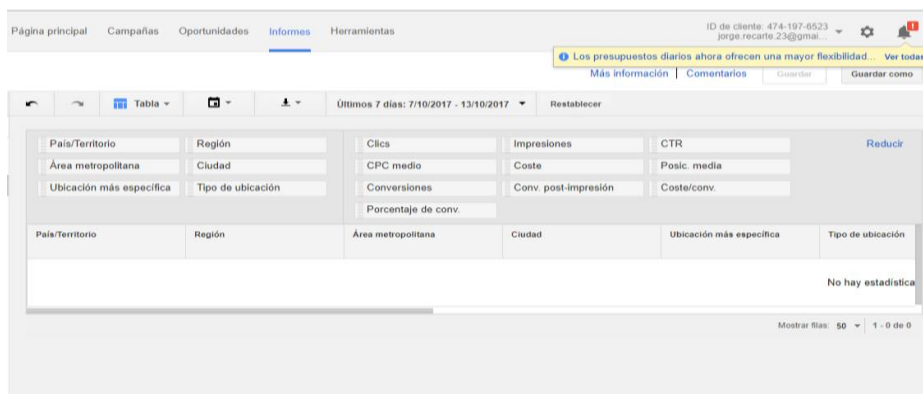 Página principal Campañas Oportunidades Informes Herramientas
ID de cliente: 474-197-6523
jorge.recarte.23@gmai...
Los presupuestos diarios ahora ofrecen una mayor flexibilidad... Ver todas
Más información | Comentarios Guardar Guardar como
Tabla Últimos 7 días: 7/10/2017 - 13/10/2017 Restablecer
País/Territorio Región Clics Impresiones CTR Reducir
Área metropolitana Ciudad CPC medio Coste Posic. media
Ubicación más específica Tipo de ubicación Conversiones Conv. post-impresión Coste/conv.
Porcentaje de conv.
País/Territorio Región Área metropolitana Ciudad Ubicación más específica Tipo de ubicación
No hay estadística
Mostrar filas: 50 1 - 0 de 0